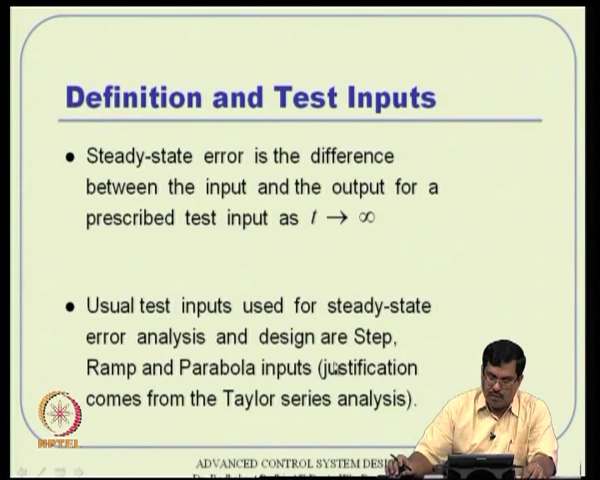 Definition and Test Inputs
● Steady-state error is the difference
between the input and the output for a
prescribed test input as t → ∞
● Usual test inputs used for steady-state
error analysis and design are Step,
Ramp and Parabola inputs (justification
comes from the Taylor series analysis).
NPTEL
ADVANCED CONTROL SYSTEM DESI